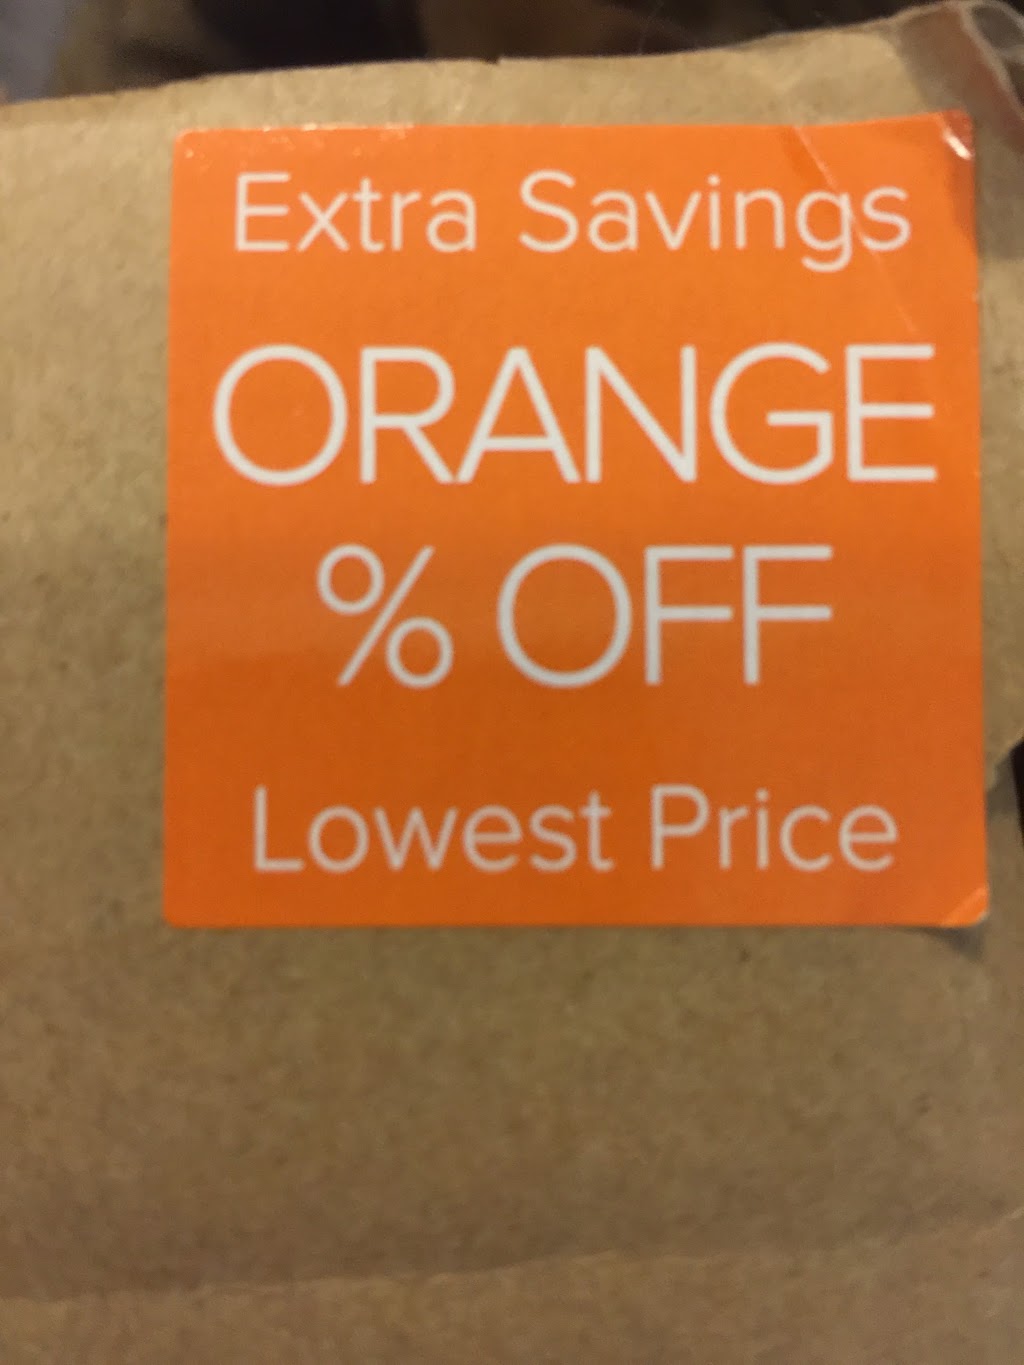 Extra Savings
ORANGE
% OFF
Lowest Price